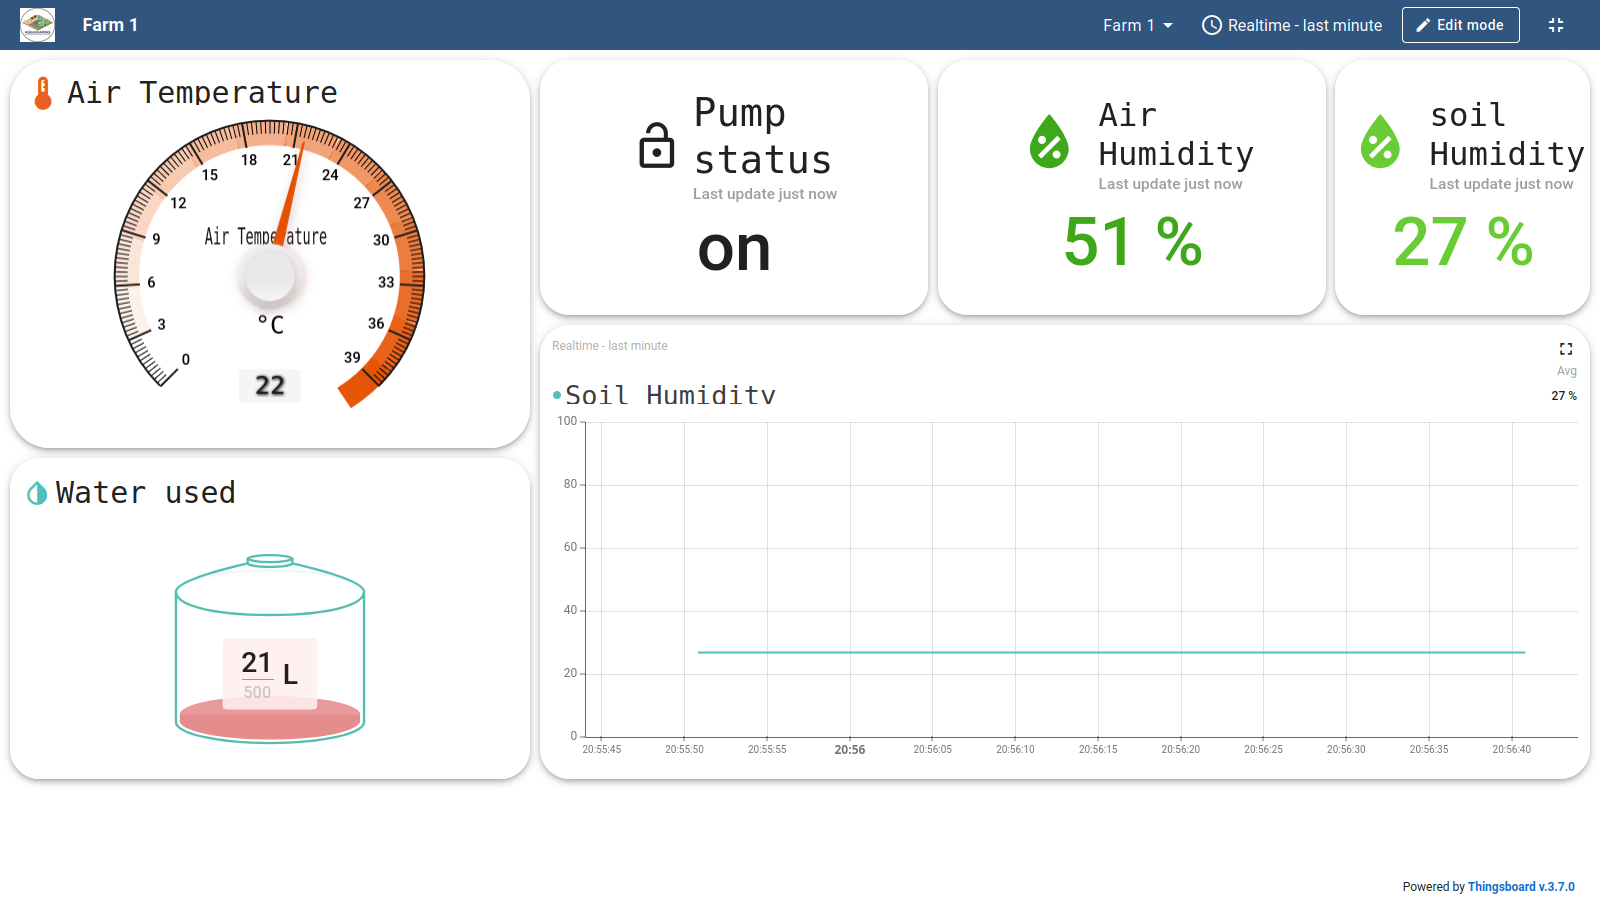 Farm 1
Farm 1
Realtime - last minute
Edit mode
Air Temperature
0
3
6
9
12
15
18
21
24
27
30
33
36
39
Air Temperature
°C
22
Pump
status
Last update just now
on
Air
Humidity
Last update just now
51 %
soil
Humidity
Last update just now
27 %
Water used
21
500
L
Realtime - last minute
Avg
Soil Humidity
27 %
100
80
60
40
20
0
20:55:45 20:55:50 20:55:55 20:56 20:56:05 20:56:10 20:56:15 20:56:20 20:56:25 20:56:30 20:56:35 20:56:40
Powered by Thingsboard v.3.7.0